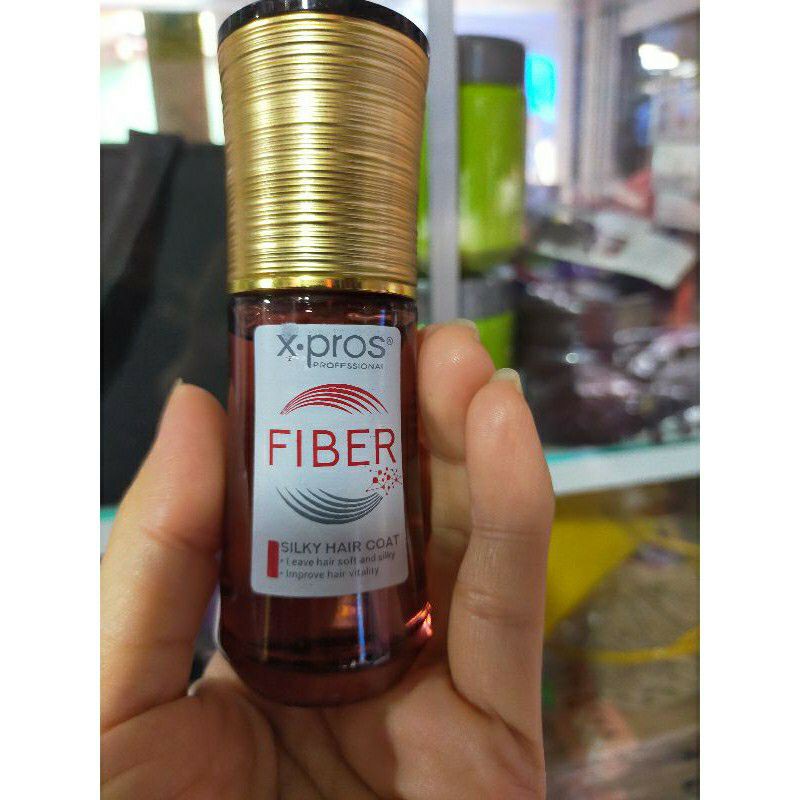 x·pros®
PROFESSIONAL
FIBER
SILKY HAIR COAT
• Leave hair soft and silky
• Improve hair vitality